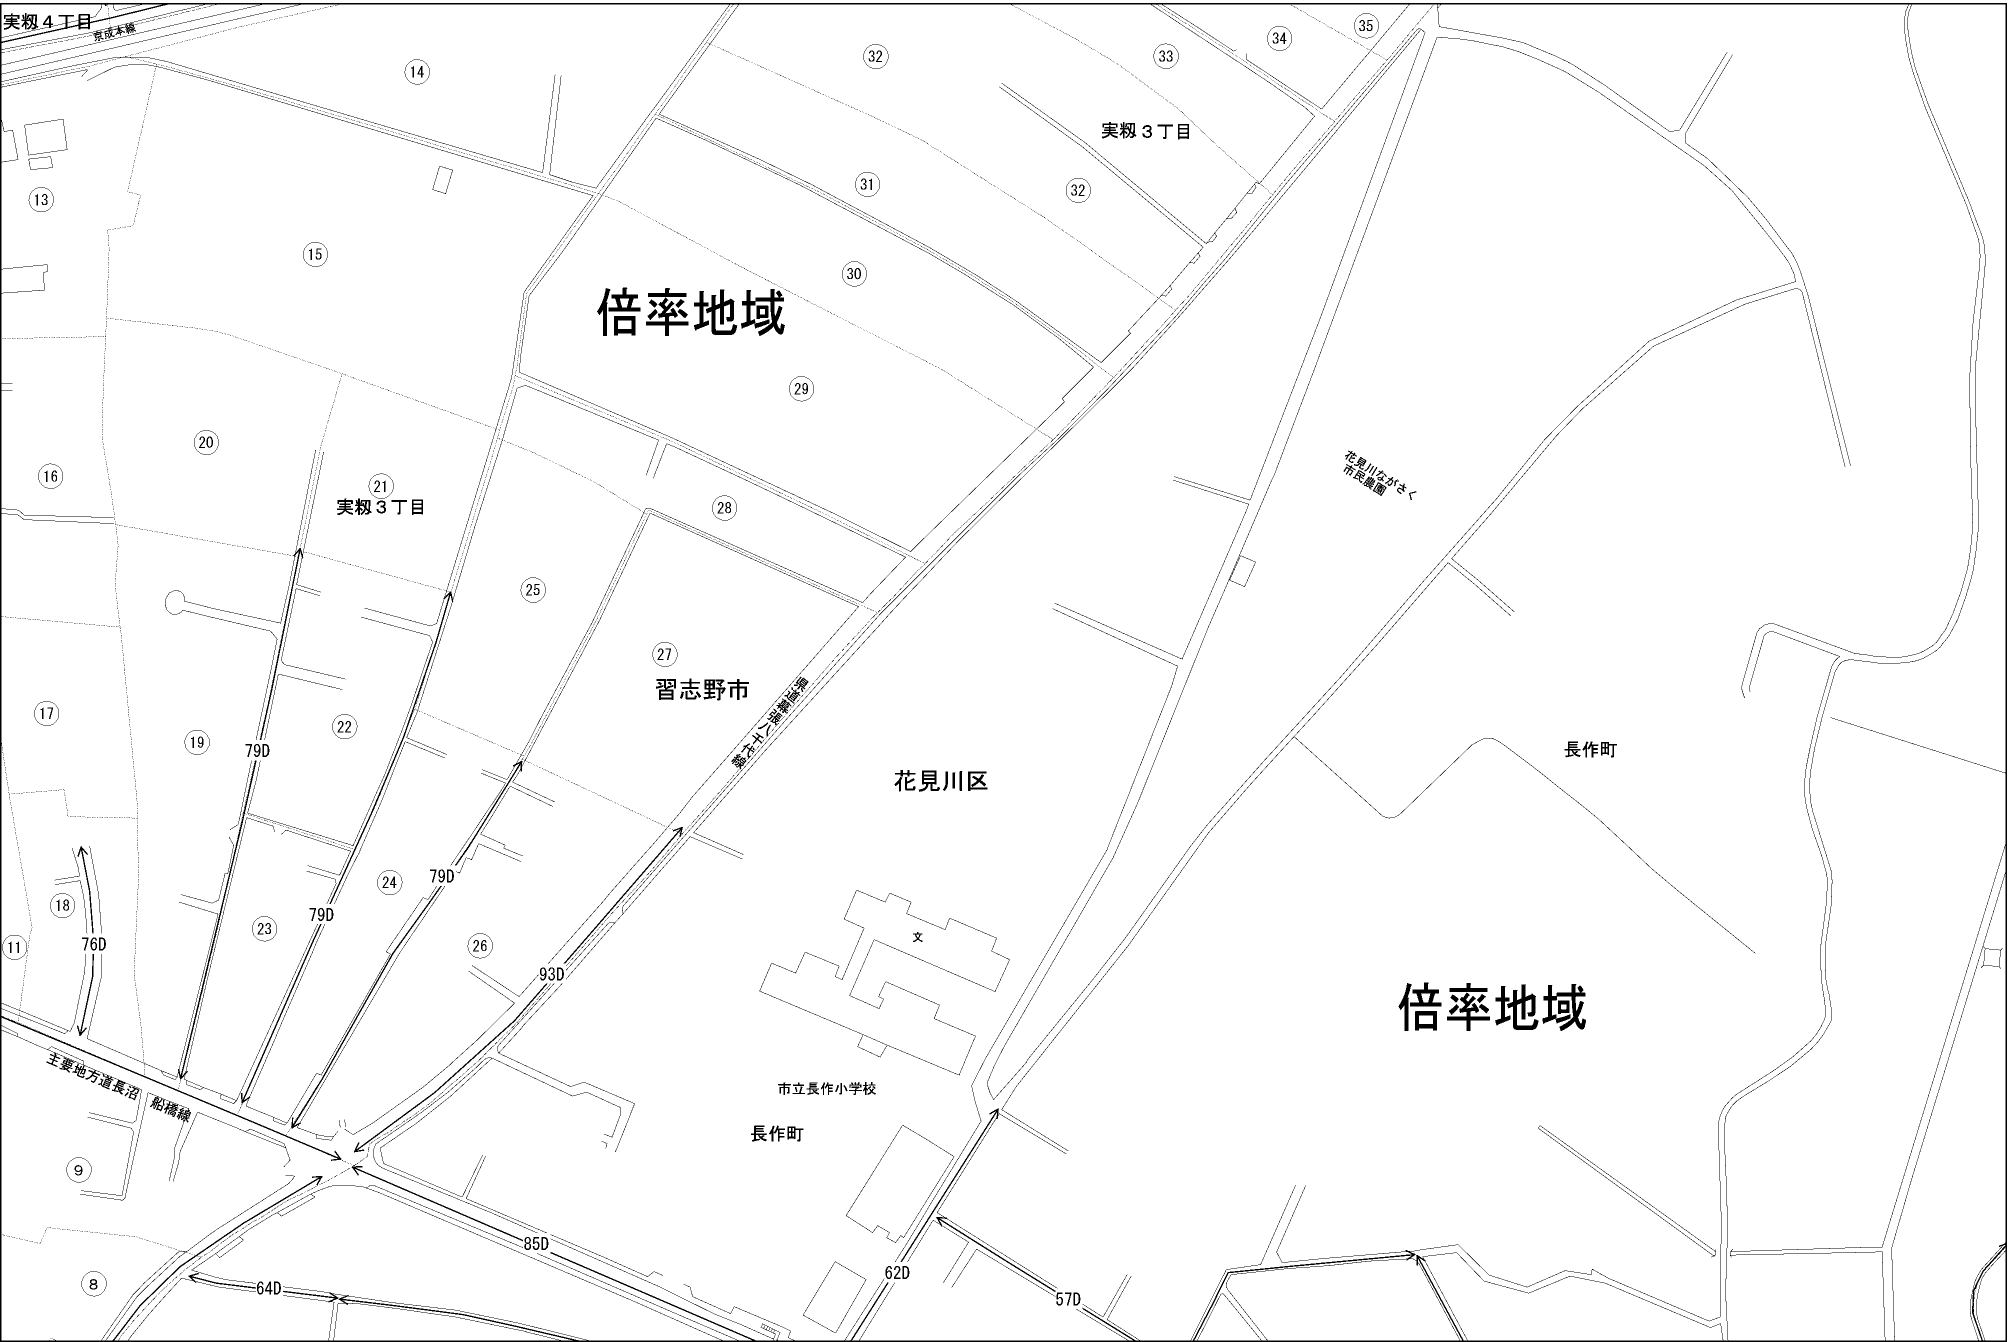 実籾４丁目
京成本線
14
32
33
34
35
実籾３丁目
13
31
32
15
30
倍率地域
29
20
16
21
実籾３丁目
28
花見川ながさく
市民農園
25
27
習志野市
県道幕張八千代線
17
19
22
79D
長作町
花見川区
79D
24
18
79D
23
76D
11
26
93D
文
倍率地域
主要地方道長沼
船橋線
市立長作小学校
長作町
9
85D
8
64D
62D
57D